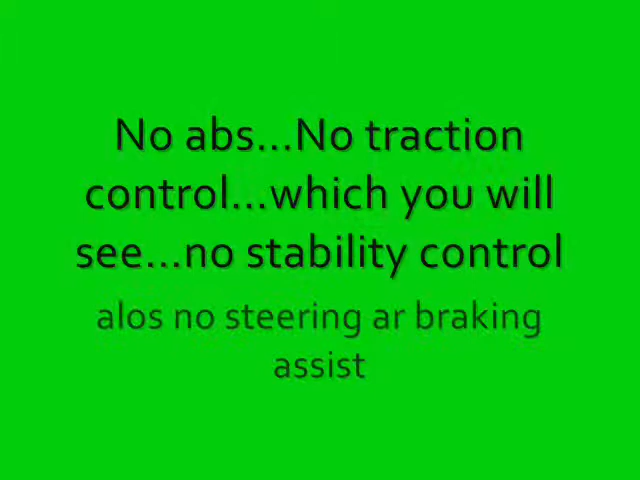 No abs...No traction
control...which you will
see...no stability control
alos no steering ar braking
assist